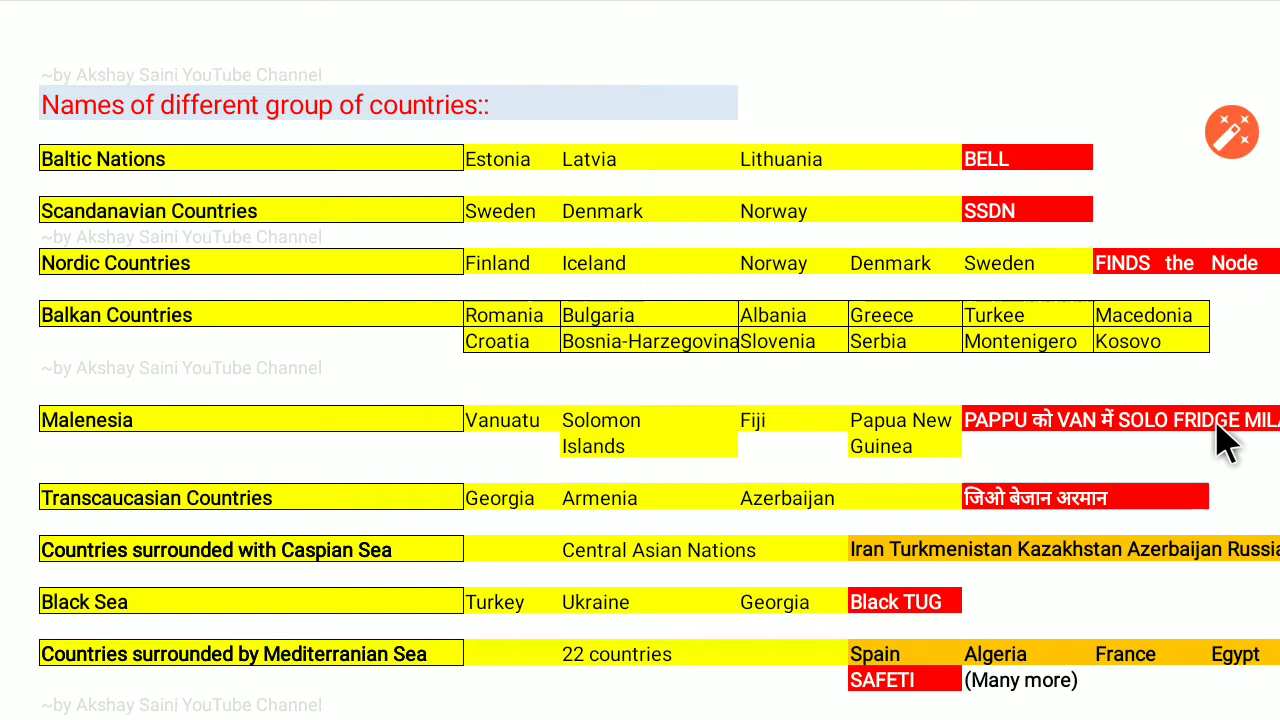 ~by Akshay Saini YouTube Channel
Names of different group of countries::
Baltic Nations Estonia Latvia Lithuania BELL
Scandanavian Countries Sweden Denmark Norway SSDN
~by Akshay Saini YouTube Channel
Nordic Countries Finland Iceland Norway Denmark Sweden FINDS the Node
Balkan Countries Romania Bulgaria Albania Greece Turkee Macedonia
Croatia Bosnia-Harzegovina Slovenia Serbia Montenigero Kosovo
~by Akshay Saini YouTube Channel
Malenesia Vanuatu Solomon Fiji Papua New PAPPU को VAN में SOLO FRIDGE MILA
Islands Guinea
Transcaucasian Countries Georgia Armenia Azerbaijan जिओ बेजान अरमान
Countries surrounded with Caspian Sea Central Asian Nations Iran Turkmenistan Kazakhstan Azerbaijan Russia
Black Sea Turkey Ukraine Georgia Black TUG
Countries surrounded by Mediterranian Sea 22 countries Spain Algeria France Egypt
SAFETI (Many more)
~by Akshay Saini YouTube Channel